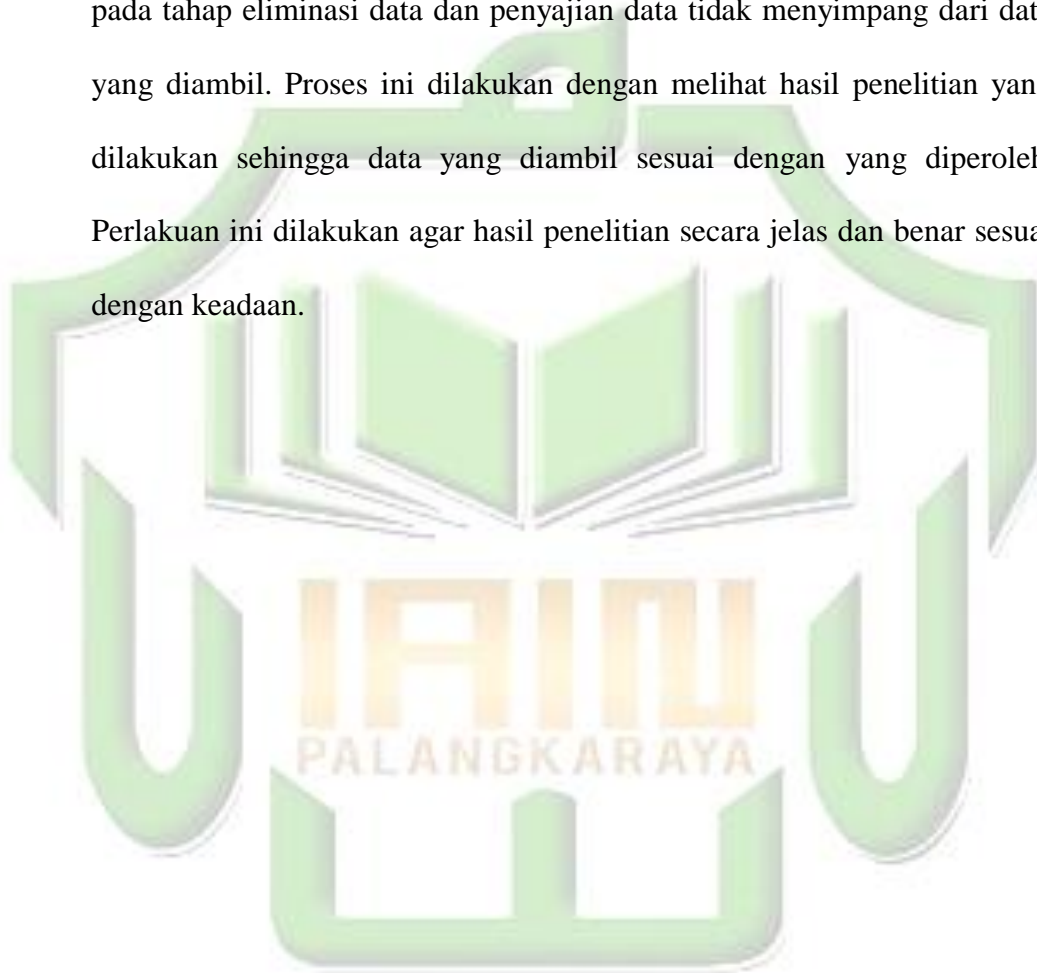 pada tahap eliminasi data dan penyajian data tidak menyimpang dari dat
yang diambil. Proses ini dilakukan dengan melihat hasil penelitian yan
dilakukan sehingga data yang diambil sesuai dengan yang diperoleh
Perlakuan ini dilakukan agar hasil penelitian secara jelas dan benar sesua
dengan keadaan.
IAIN
PALANGKARAYA